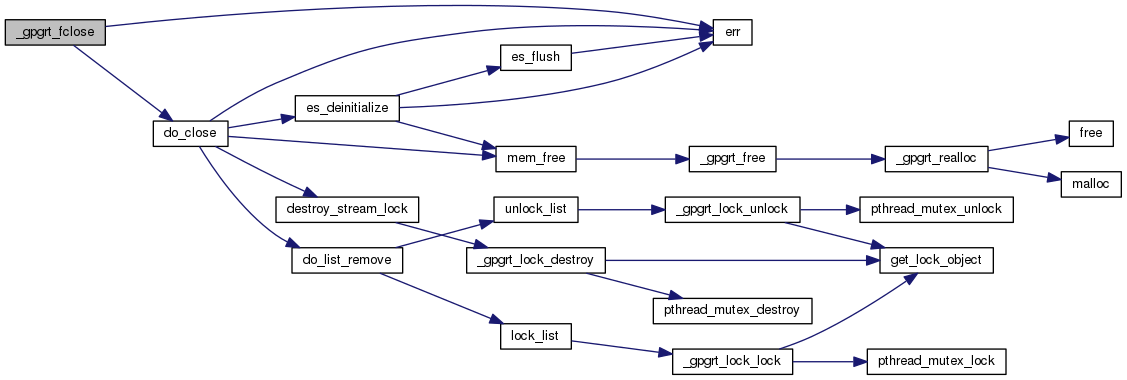 _gpgrt_fclose
err
es_flush
es_deinitialize
do_close
free
mem_free
_gpgrt_free
_gpgrt_realloc
malloc
destroy_stream_lock
unlock_list
_gpgrt_lock_unlock
pthread_mutex_unlock
do_list_remove
_gpgrt_lock_destroy
get_lock_object
pthread_mutex_destroy
lock_list
_gpgrt_lock_lock
pthread_mutex_lock